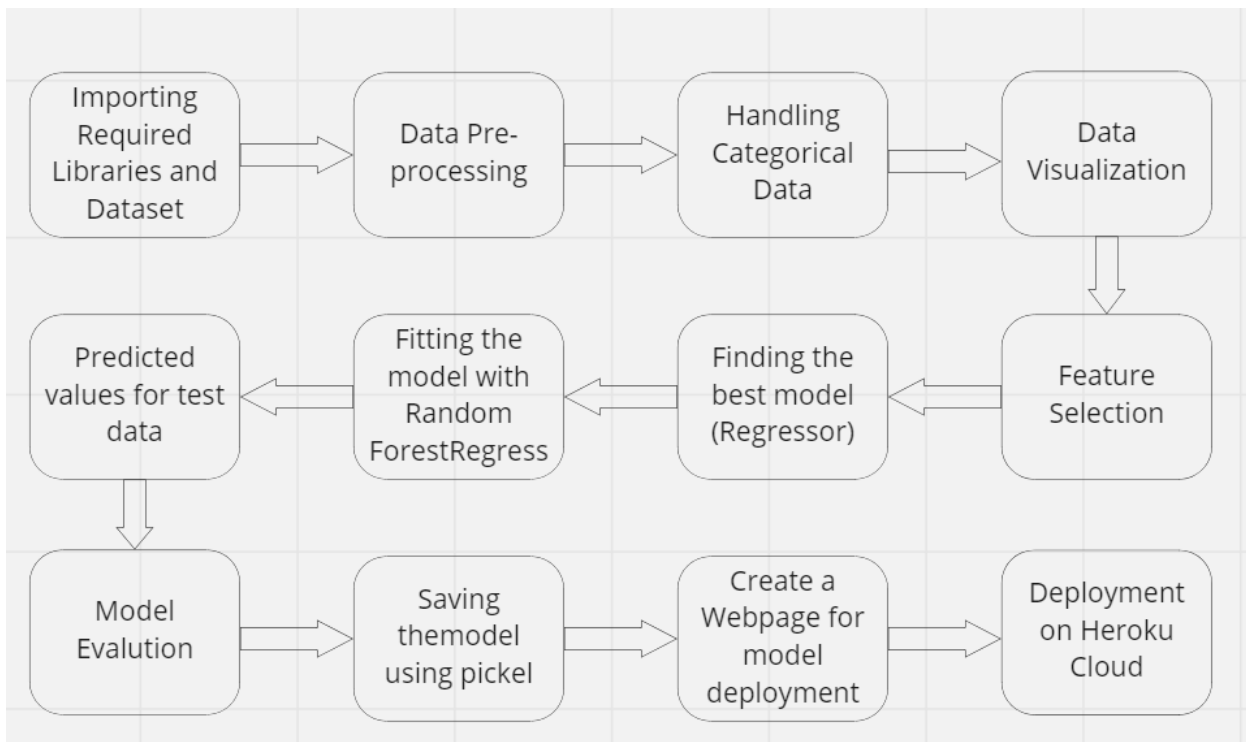 Importing
Required
Libraries and
Dataset
Data Pre-
processing
Handling
Categorical
Data
Data
Visualization
Feature
Selection
Finding the
best model
(Regressor)
Fitting the
model with
Random
ForestRegress
Predicted
values for test
data
Model
Evalution
Saving
themodel
using pickel
Create a
Webpage for
model
deployment
Deployment
on Heroku
Cloud